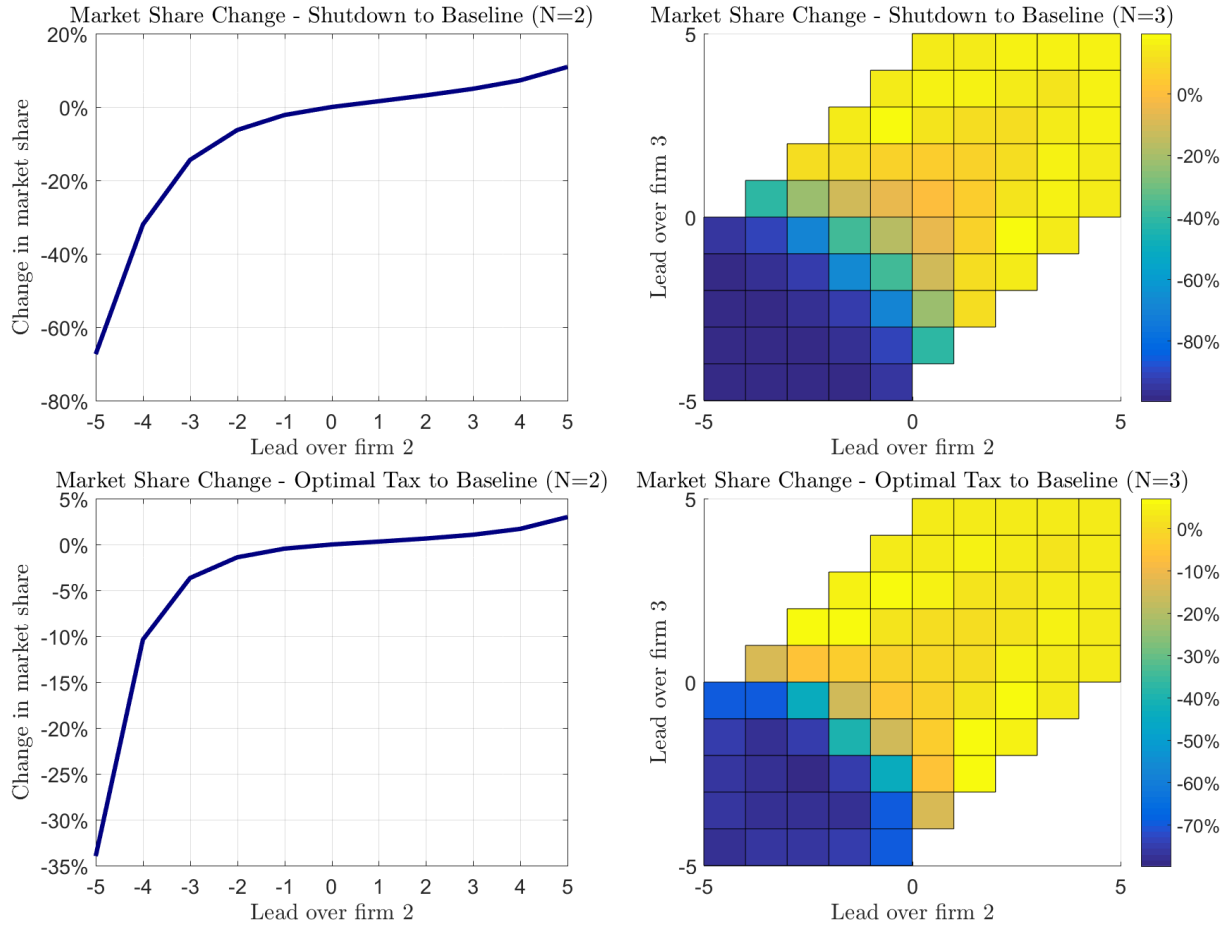 Market Share Change - Shutdown to Baseline (N=2)
20%
0%
-20%
-40%
-60%
-80%
Change in market share
-5 -4 -3 -2 -1 0 1 2 3 4 5
Lead over firm 2
Market Share Change - Shutdown to Baseline (N=3)
5
0
-5
Lead over firm 3
-5 0 5
Lead over firm 2
0%
-20%
-40%
-60%
-80%
Market Share Change - Optimal Tax to Baseline (N=2)
5%
0%
-5%
-10%
-15%
-20%
-25%
-30%
-35%
Change in market share
-5 -4 -3 -2 -1 0 1 2 3 4 5
Lead over firm 2
Market Share Change - Optimal Tax to Baseline (N=3)
5
0
-5
Lead over firm 3
-5 0 5
Lead over firm 2
0%
-10%
-20%
-30%
-40%
-50%
-60%
-70%